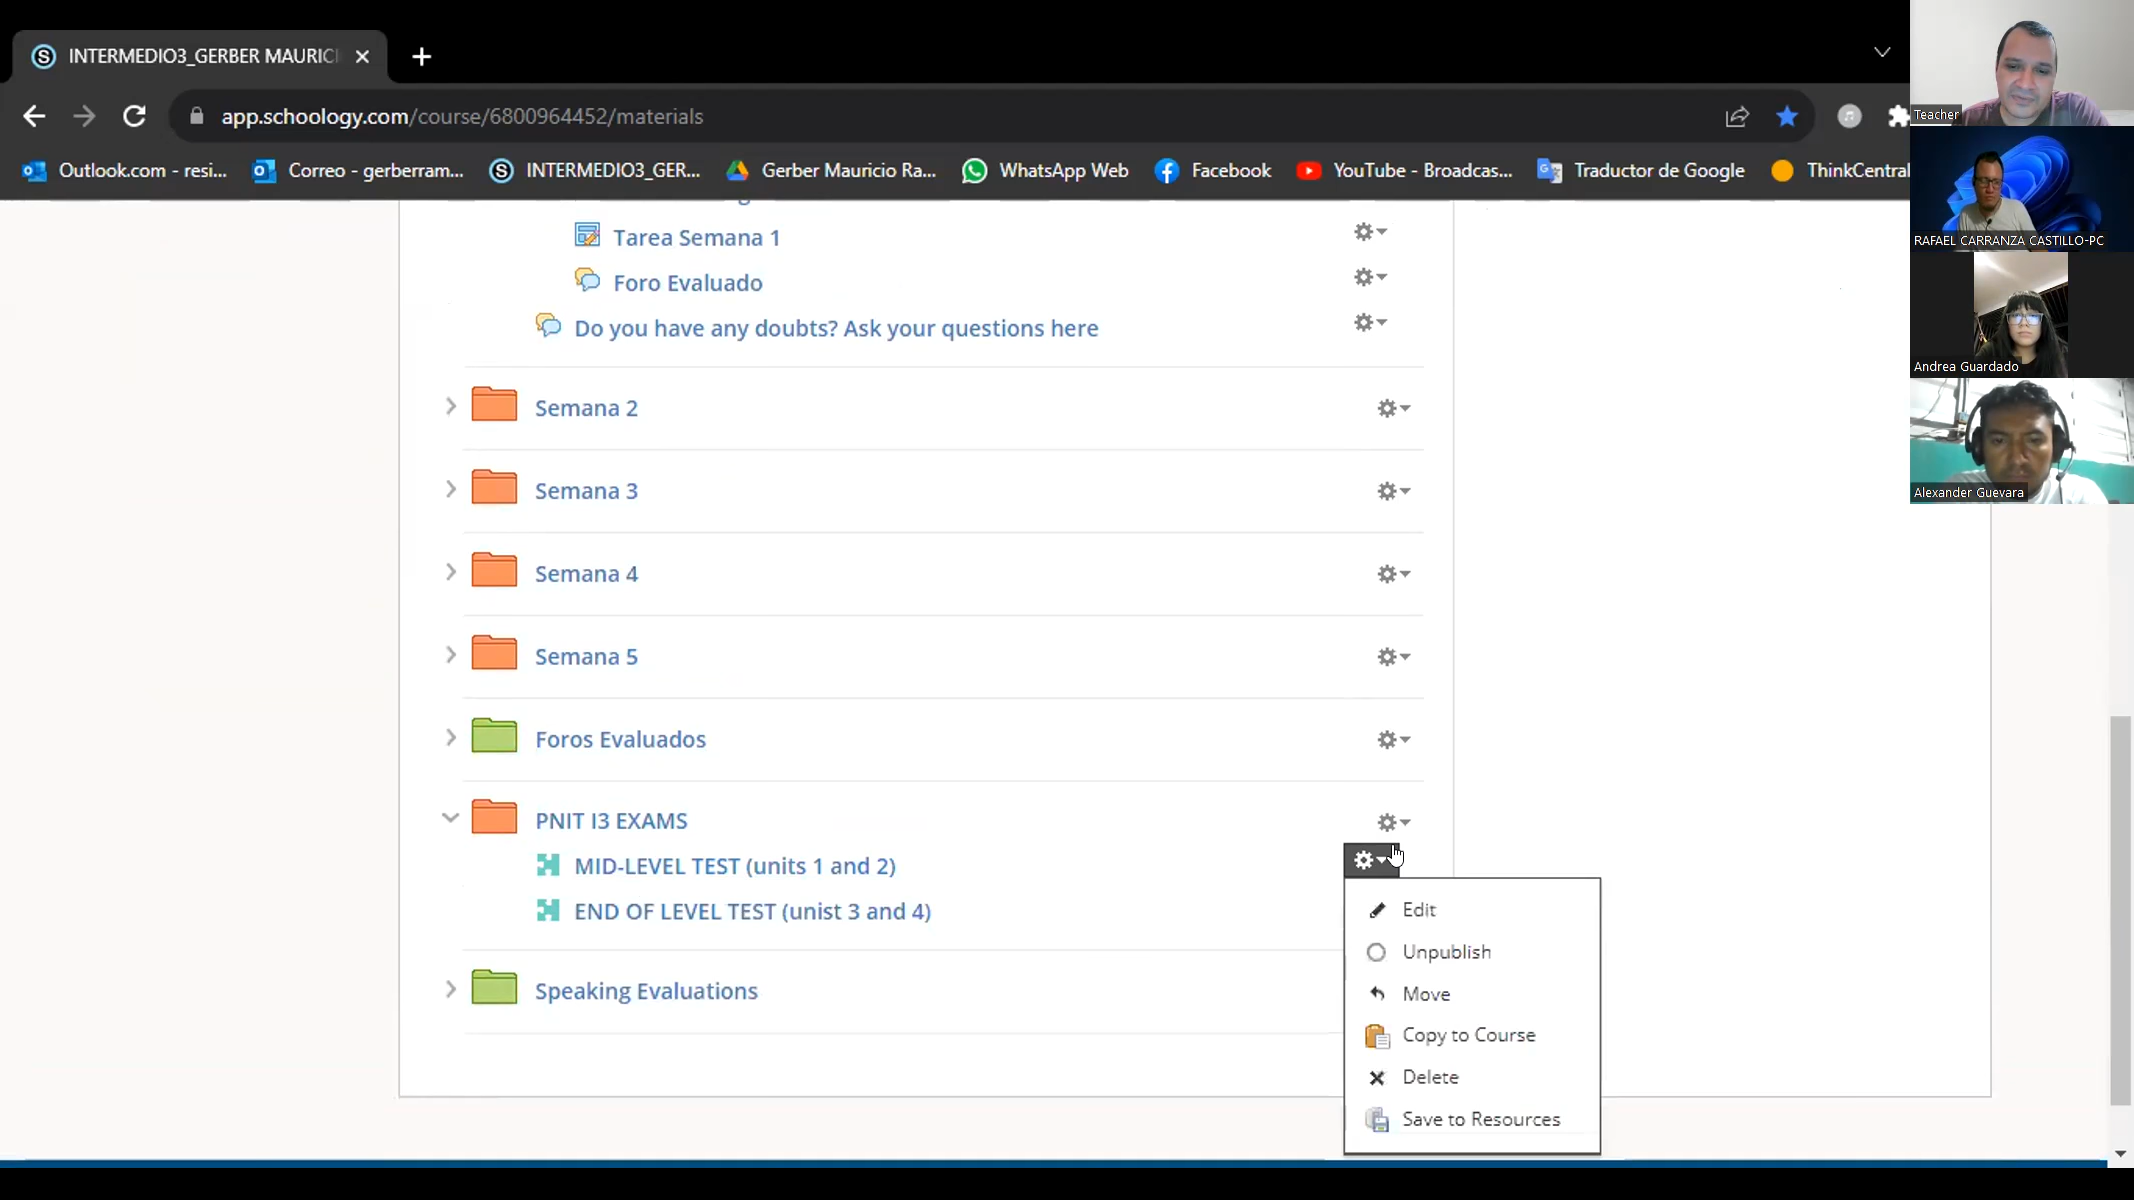 INTERMEDIO3_GERBER MAURICI
app.schoology.com/course/6800964452/materials
Outlook.com - resi...
Correo - gerberram...
INTERMEDIO3_GER...
Gerber Mauricio Ra...
WhatsApp Web
Facebook
YouTube - Broadcas...
Traductor de Google
ThinkCentral
Teacher
RAFAEL CARRANZA CASTILLO-PC
Andrea Guardado
Alexander Guevara
Tarea Semana 1
Foro Evaluado
Do you have any doubts? Ask your questions here
Semana 2
Semana 3
Semana 4
Semana 5
Foros Evaluados
PNIT I3 EXAMS
MID-LEVEL TEST (units 1 and 2)
END OF LEVEL TEST (unist 3 and 4)
Speaking Evaluations
Edit
Unpublish
Move
Copy to Course
Delete
Save to Resources